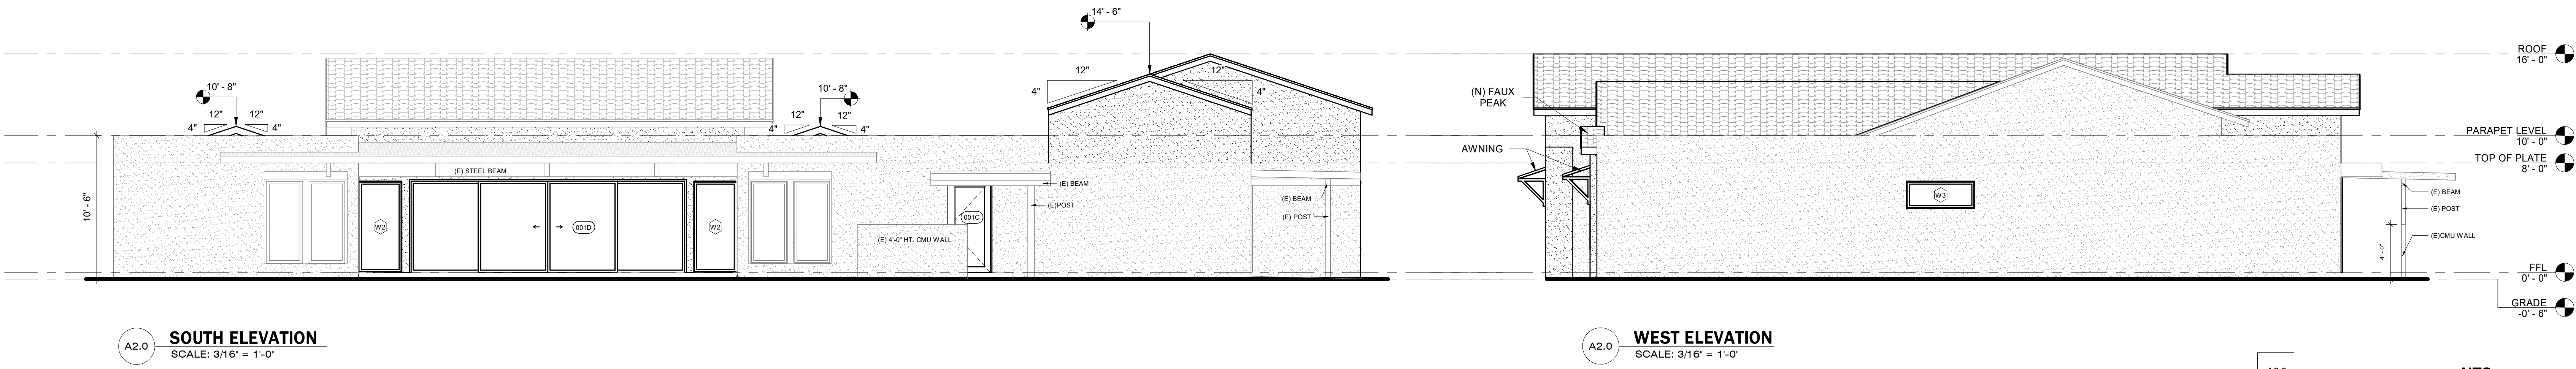 14' - 6"
10' - 8"
12"
12"
4"
4"
10' - 8"
12"
12"
4"
4"
12"
12"
4"
4"
10' - 6"
(E) STEEL BEAM
W2
001D
W2
(E) 4'-0" HT. CMU WALL
001C
(E) BEAM
(E)POST
(E) BEAM
(E) POST
A2.0
SOUTH ELEVATION
SCALE: 3/16" = 1'-0"
(N) FAUX
PEAK
AWNING
W3
(E) BEAM
(E) POST
(E)CMU WALL
4' - 0"
ROOF
16' - 0"
PARAPET LEVEL
10' - 0"
TOP OF PLATE
8' - 0"
FFL
0' - 0"
GRADE
-0' - 6"
A2.0
WEST ELEVATION
SCALE: 3/16" = 1'-0"